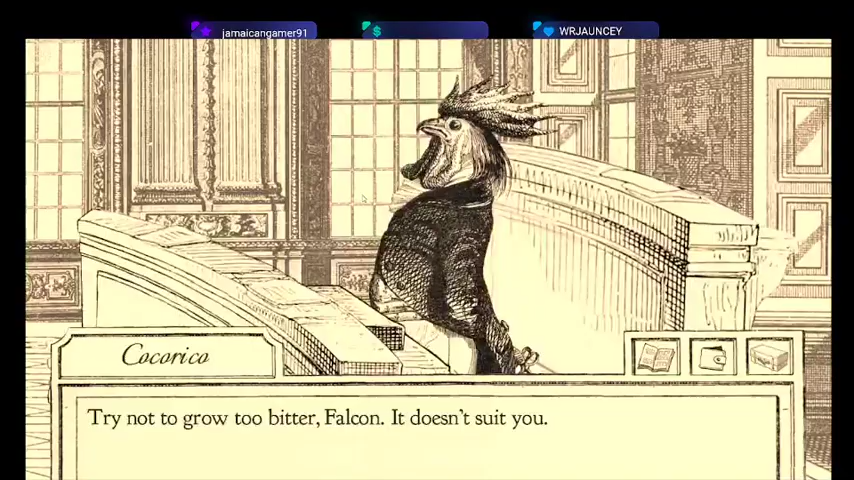 jamaicangamer91
$
WRJAUNCEY
Cocorico
Try not to grow too bitter, Falcon. It doesn't suit you.